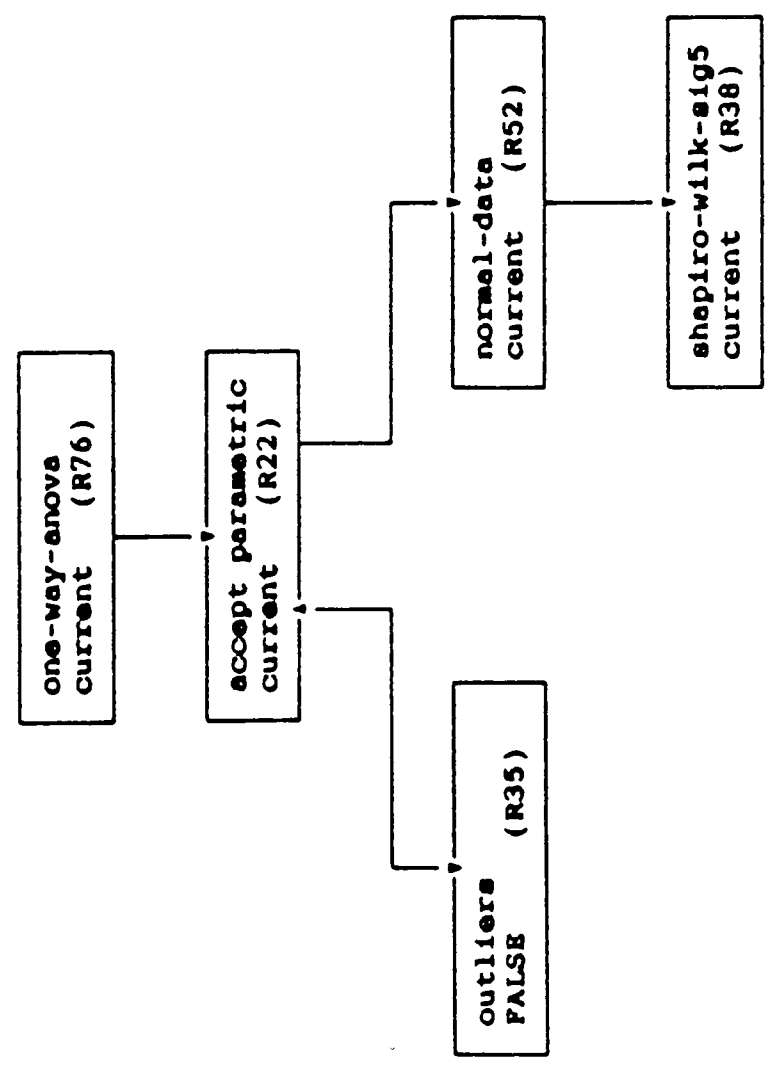 one-way-anova
current (R76)
accept parametric
current (R22)
outliers
FALSE (R35)
normal-data
current (R52)
shapiro-wilk-sig5
current (R38)